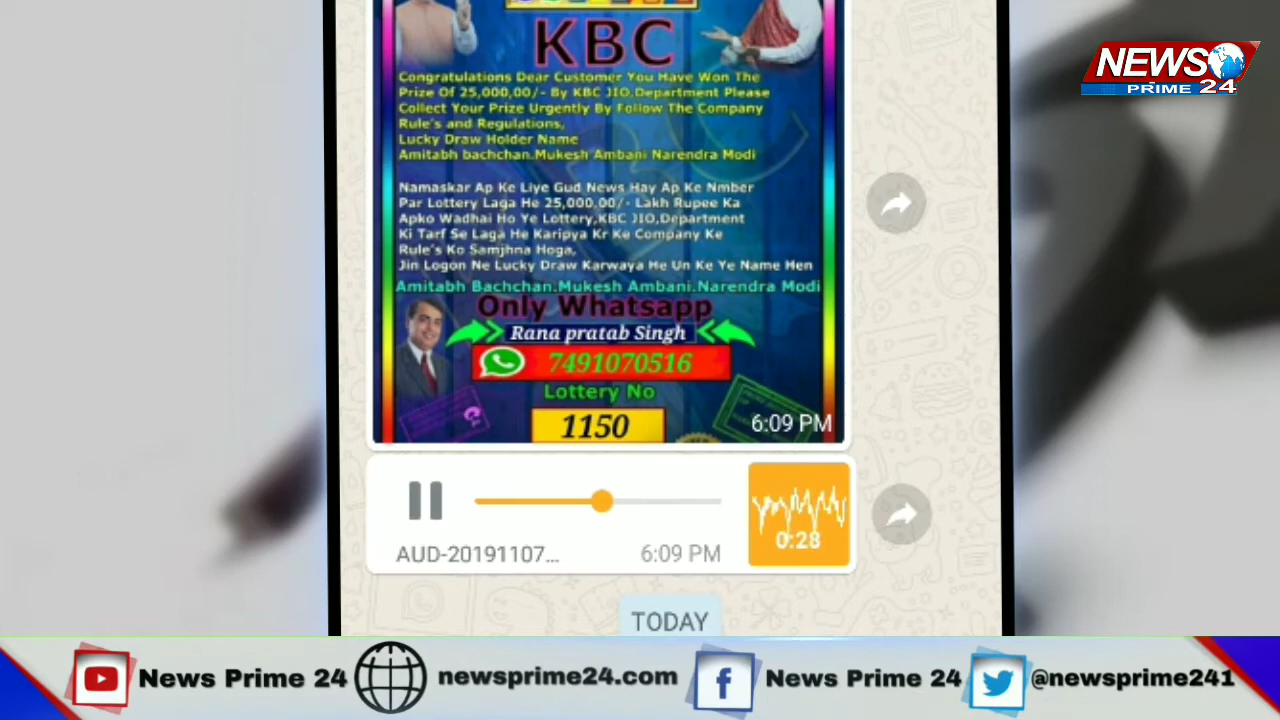 KBC
Congratulations Dear Customer You Have Won The
Prize Of 25,000,00/- By KBC JIO.Department Please
Collect Your Prize Urgently By Follow The Company
Rule's and Regulations,
Lucky Draw Holder Name
Amitabh bachchan.Mukesh Ambani Narendra Modi
Namaskar Ap Ke Liye Gud News Hay Ap Ke Nmber
Par Lottery Laga He 25,000,00/- Lakh Rupee Ka
Apko Wadhai Ho Ye Lottery,KBC JIO,Department
Ki Tarf Se Laga He Karipya Kr Ke Company Ke
Rule's Ko Samjhna Hoga,
Jin Logon Ne Lucky Draw Karwaya He Un Ke Ye Name Hen
Amitabh Bachchan.Mukesh Ambani.Narendra Modi
Only Whatsapp
Rana pratab Singh
7491070516
Lottery No
1150
6:09 PM
0:28
AUD-20191107...
6:09 PM
TODAY
NEWS
PRIME 24
News Prime 24
newsprime24.com
News Prime 24
@newsprime241